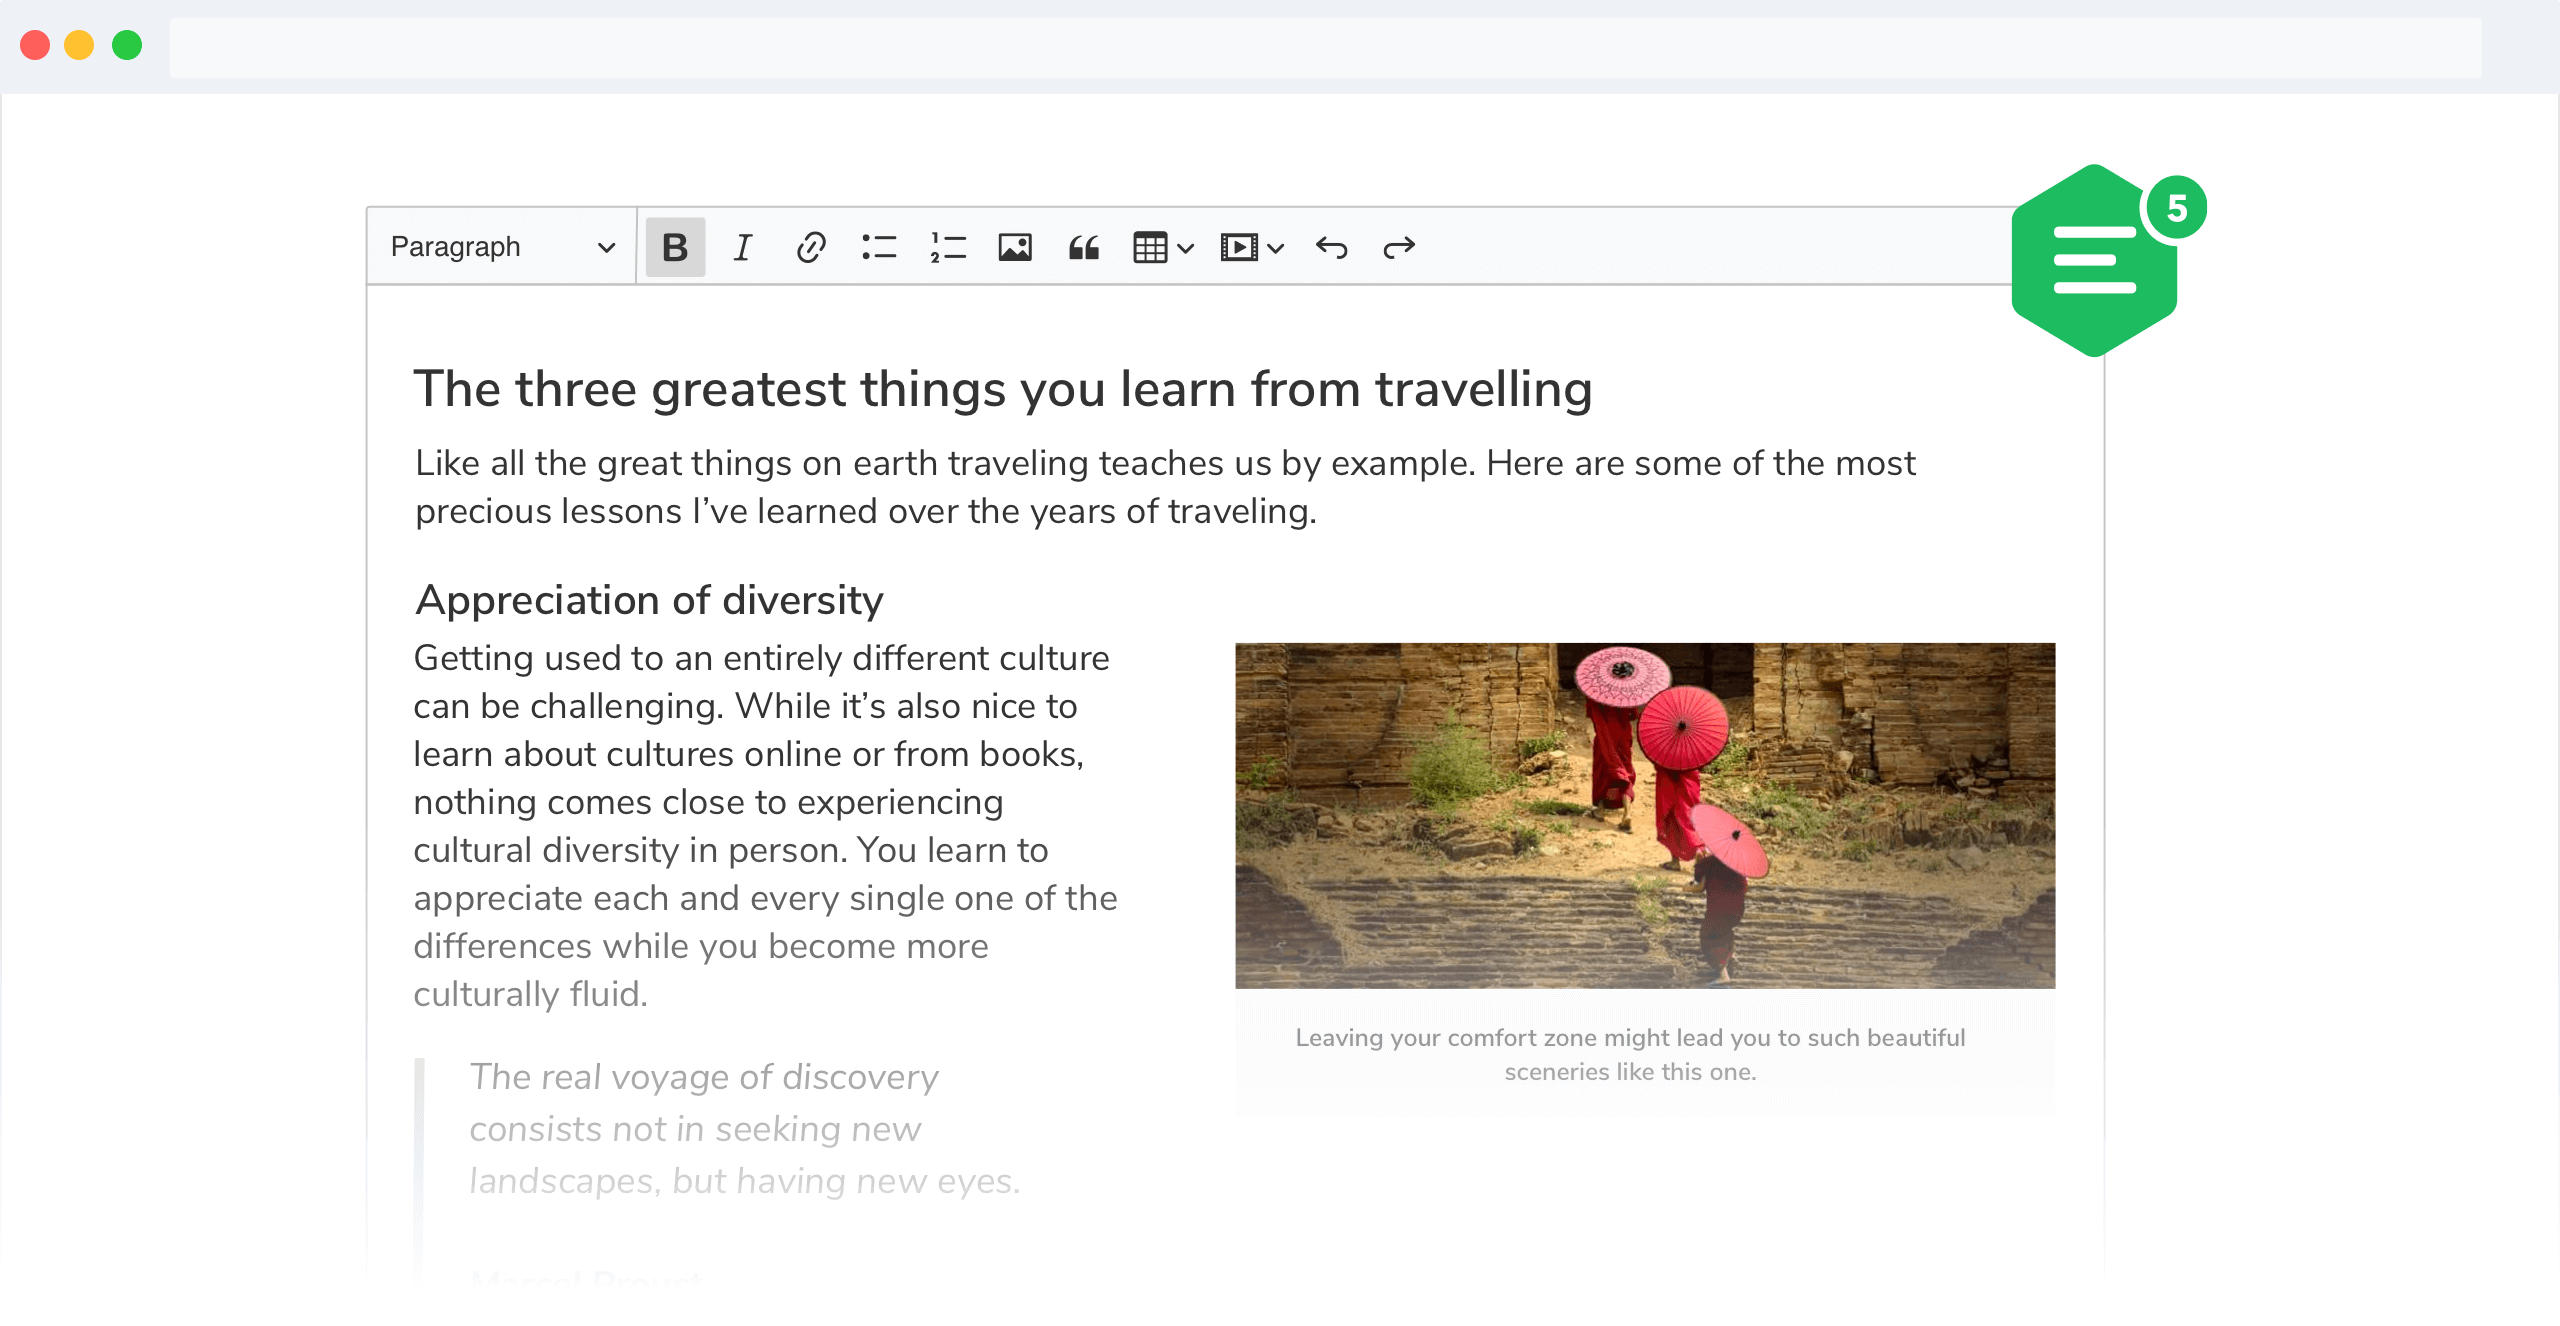 Paragraph
B
I
1
2
5
The three greatest things you learn from travelling
Like all the great things on earth traveling teaches us by example. Here are some of the most
precious lessons I’ve learned over the years of traveling.
Appreciation of diversity
Getting used to an entirely different culture
can be challenging. While it’s also nice to
learn about cultures online or from books,
nothing comes close to experiencing
cultural diversity in person. You learn to
appreciate each and every single one of the
differences while you become more
culturally fluid.
Leaving your comfort zone might lead you to such beautiful
sceneries like this one.
The real voyage of discovery
consists not in seeking new
landscapes, but having new eyes.
Marcel Proust